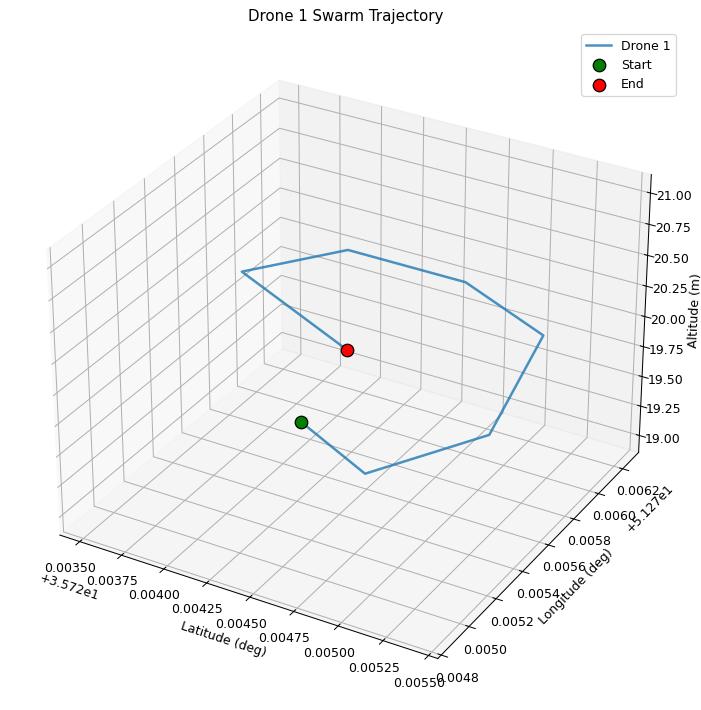 Drone 1 Swarm Trajectory
Drone 1
Start
End
21.00
20.75
20.50
20.25
20.00
19.75
19.50
19.25
19.00
Altitude (m)
0.00350
0.00375
0.00400
0.00425
0.00450
0.00475
0.00500
0.00525
0.00550
+3.572e1
Latitude (deg)
0.0048
0.0050
0.0052
0.0054
0.0056
0.0058
0.0060
0.0062
+5.127e1
Longitude (deg)